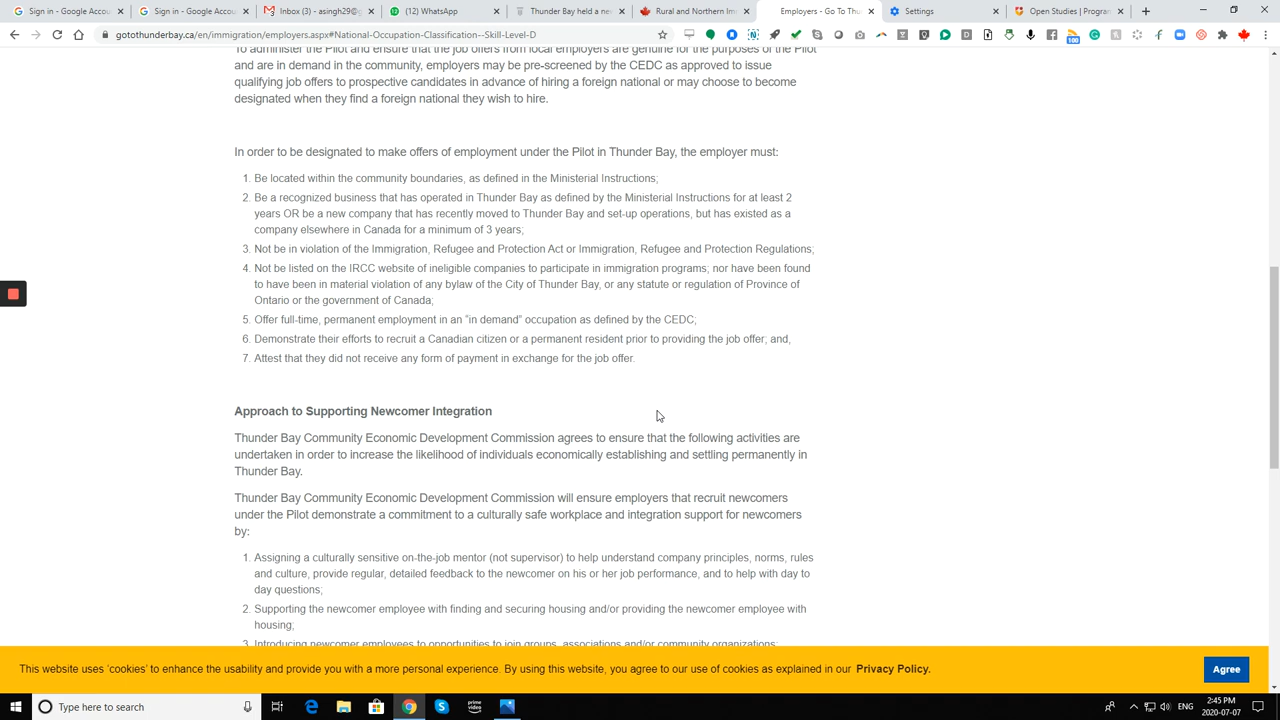 Sign in - Google Accou
Sign in - Google Accou
Inbox (3) - asingh29@g
(12) WhatsApp
Thunder Bay held a nee
Rural and Northern Im
Employers - Go To Thu
Settings
Open Studies | Program
gotothunderbay.ca/en/immigration/employers.aspx#National-Occupation-Classification--Skill-Level-D
To administer the Pilot and ensure that the job offers from local employers are genuine for the purposes of the Pilot
and are in demand in the community, employers may be pre-screened by the CEDC as approved to issue
qualifying job offers to prospective candidates in advance of hiring a foreign national or may choose to become
designated when they find a foreign national they wish to hire.
In order to be designated to make offers of employment under the Pilot in Thunder Bay, the employer must:
1. Be located within the community boundaries, as defined in the Ministerial Instructions;
2. Be a recognized business that has operated in Thunder Bay as defined by the Ministerial Instructions for at least 2
years OR be a new company that has recently moved to Thunder Bay and set-up operations, but has existed as a
company elsewhere in Canada for a minimum of 3 years;
3. Not be in violation of the Immigration, Refugee and Protection Act or Immigration, Refugee and Protection Regulations;
4. Not be listed on the IRCC website of ineligible companies to participate in immigration programs; nor have been found
to have been in material violation of any bylaw of the City of Thunder Bay, or any statute or regulation of Province of
Ontario or the government of Canada;
5. Offer full-time, permanent employment in an "in demand" occupation as defined by the CEDC;
6. Demonstrate their efforts to recruit a Canadian citizen or a permanent resident prior to providing the job offer; and,
7. Attest that they did not receive any form of payment in exchange for the job offer.
Approach to Supporting Newcomer Integration
Thunder Bay Community Economic Development Commission agrees to ensure that the following activities are
undertaken in order to increase the likelihood of individuals economically establishing and settling permanently in
Thunder Bay.
Thunder Bay Community Economic Development Commission will ensure employers that recruit newcomers
under the Pilot demonstrate a commitment to a culturally safe workplace and integration support for newcomers
by:
1. Assigning a culturally sensitive on-the-job mentor (not supervisor) to help understand company principles, norms, rules
and culture, provide regular, detailed feedback to the newcomer on his or her job performance, and to help with day to
day questions;
2. Supporting the newcomer employee with finding and securing housing and/or providing the newcomer employee with
housing;
3. Introducing newcomer employees to opportunities to join groups, associations and/or community organizations;
This website uses 'cookies' to enhance the usability and provide you with a more personal experience. By using this website, you agree to our use of cookies as explained in our Privacy Policy.
Agree
Type here to search
ENG
2:45 PM
2020-07-07